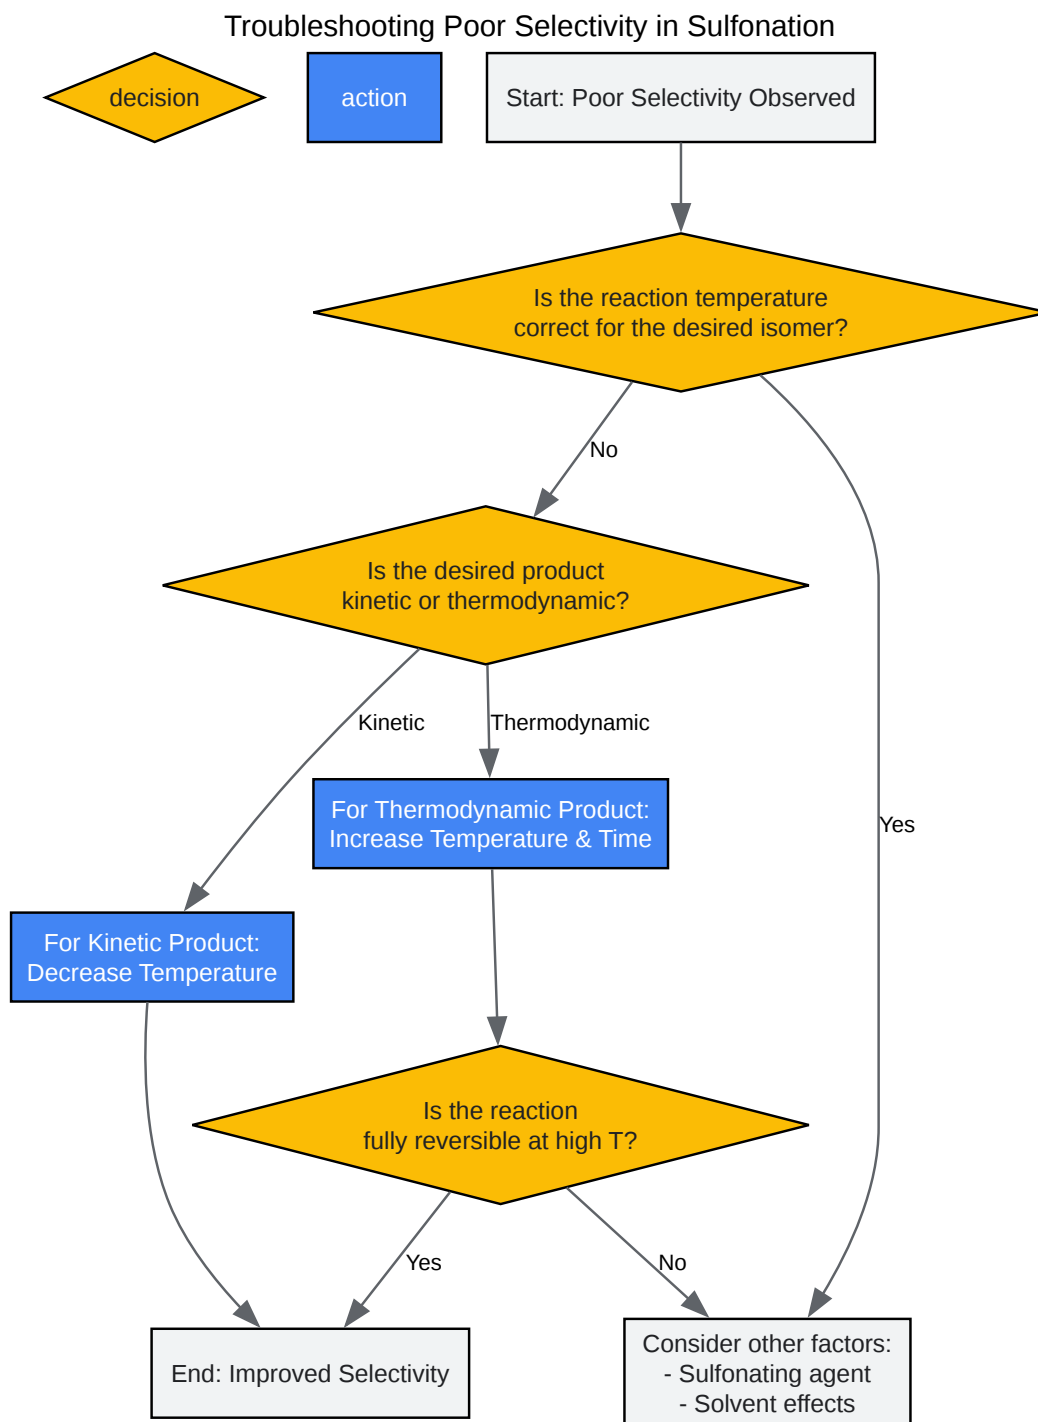 Troubleshooting Poor Selectivity in Sulfonation
decision
action
Start: Poor Selectivity Observed
Is the reaction temperature
correct for the desired isomer?
No
Is the desired product
kinetic or thermodynamic?
Kinetic
Thermodynamic
For Thermodynamic Product:
Increase Temperature & Time
Yes
For Kinetic Product:
Decrease Temperature
Is the reaction
fully reversible at high T?
Yes
No
End: Improved Selectivity
Consider other factors:
- Sulfonating agent
- Solvent effects